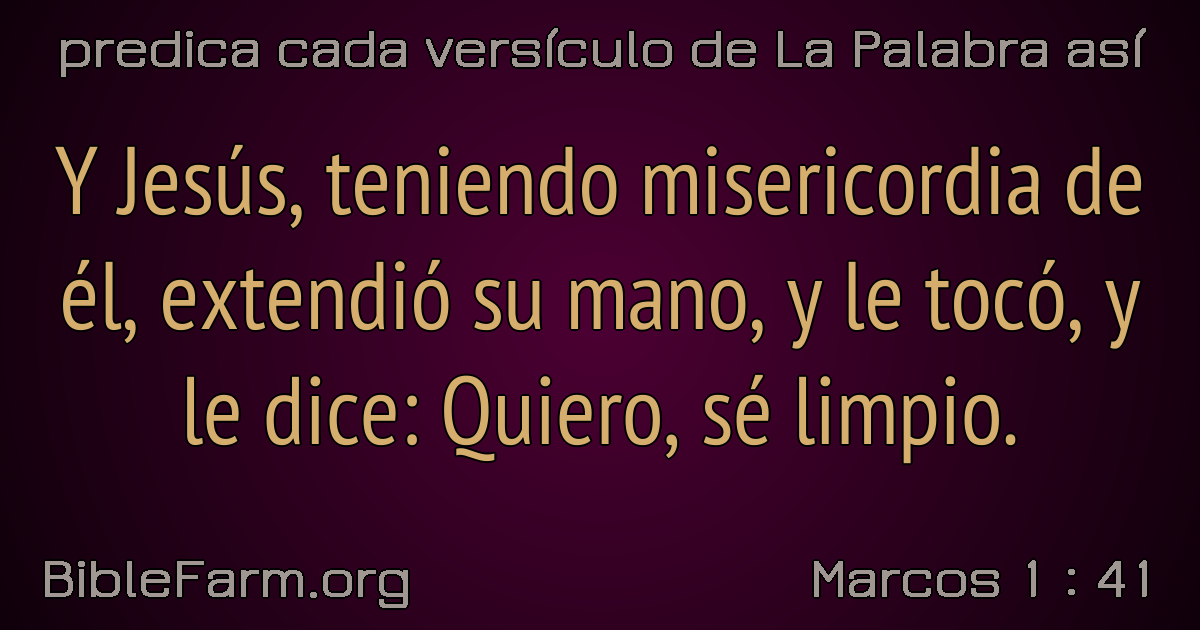 predica cada versículo de La Palabra así
Y Jesús, teniendo misericordia de
él, extendió su mano, y le tocó, y
le dice: Quiero, sé limpio.
BibleFarm.org
Marcos 1 : 41